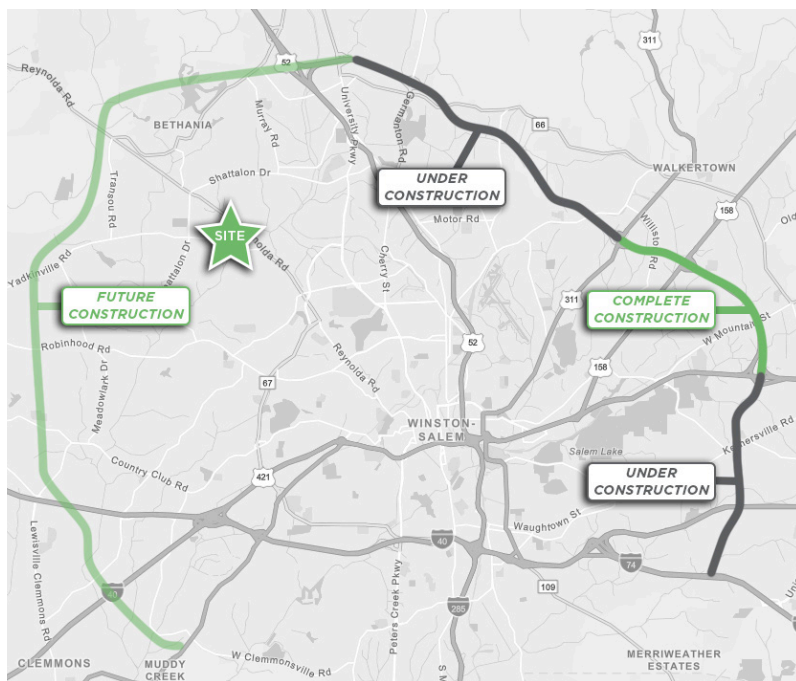 311
Reynolda Rd
52
66
BETHANIA
Murray Rd
University Pkwy
Germanton Rd
WALKERTOWN
Shattalon Dr
UNDER
CONSTRUCTION
Transou Rd
158
Motor Rd
SITE
Yadkinville Rd
Cherry St
FUTURE
CONSTRUCTION
311
COMPLETE
CONSTRUCTION
W Mountain St
Robinhood Rd
52
Reynolda Rd
158
67
Meadowlark Dr
WINSTON-
SALEM
Salem Lake
Country Club Rd
421
UNDER
CONSTRUCTION
Waughtown St
40
74
Lewisville Clemmons Rd
40
109
Peters Creek Pkwy
285
W Clemmonsville Rd
CLEMMONS
MUDDY
CREEK
MERRIWEATHER
ESTATES